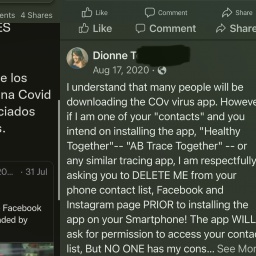 ents 4 Shares
ES
e los
na Covid
ciados
s.
20... · 31 Jul
Facebook
ded by
Like Comment Share
Like Comment Share
Dionne T
Aug 17, 2020 ·
I understand that many people will be
downloading the COv virus app. Howeve
if I am one of your "contacts" and you
intend on installing the app, "Healthy
Together"-- "AB Trace Together" -- or
any similar tracing app, I am respectfully
asking you to DELETE ME from your
phone contact list, Facebook and
Instagram page PRIOR to installing the
app on your Smartphone! The app WILL
ask for permission to access your conta
list, But NO ONE has my cons... See Mor